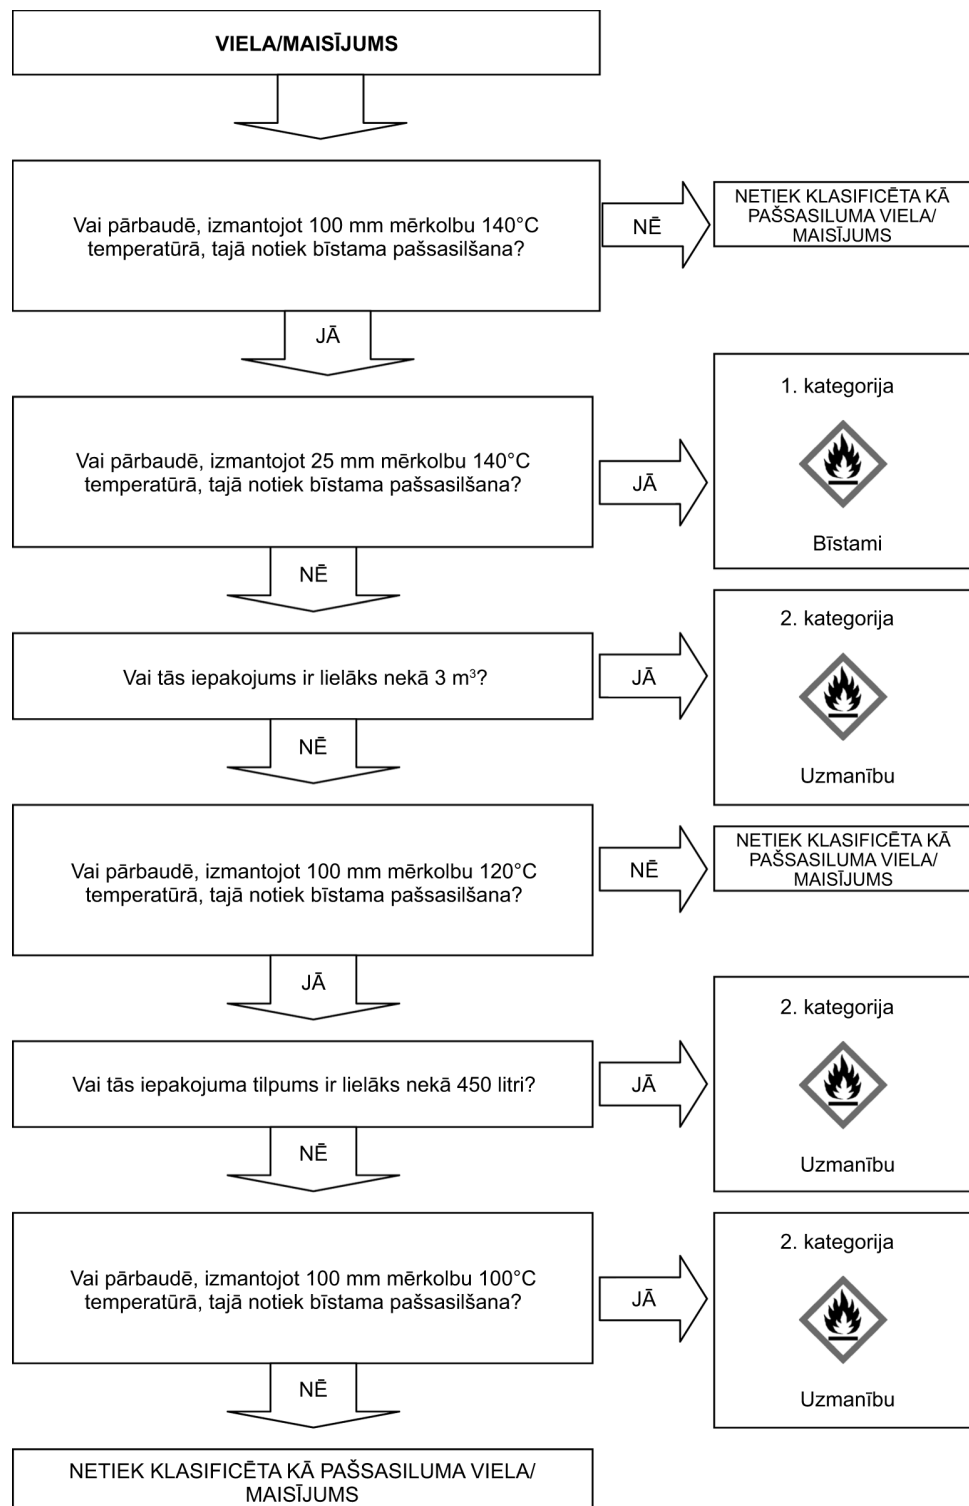 VIELA/MAISĪJUMS
Vai pārbaudē, izmantojot 100 mm mērkolbu 140°C
temperatūrā, tajā notiek bīstama pašsasilšana?
NĒ
NETIEK KLASIFICĒTA KĀ
PAŠSASILUMA VIELA/
MAISĪJUMS
JĀ
Vai pārbaudē, izmantojot 25 mm mērkolbu 140°C
temperatūrā, tajā notiek bīstama pašsasilšana?
JĀ
1. kategorija
Bīstami
NĒ
Vai tās iepakojums ir lielāks nekā 3 m³?
JĀ
2. kategorija
Uzmanību
NĒ
Vai pārbaudē, izmantojot 100 mm mērkolbu 120°C
temperatūrā, tajā notiek bīstama pašsasilšana?
NĒ
NETIEK KLASIFICĒTA KĀ
PAŠSASILUMA VIELA/
MAISĪJUMS
JĀ
Vai tās iepakojuma tilpums ir lielāks nekā 450 litri?
JĀ
2. kategorija
Uzmanību
NĒ
Vai pārbaudē, izmantojot 100 mm mērkolbu 100°C
temperatūrā, tajā notiek bīstama pašsasilšana?
JĀ
2. kategorija
Uzmanību
NĒ
NETIEK KLASIFICĒTA KĀ PAŠSASILUMA VIELA/
MAISĪJUMS